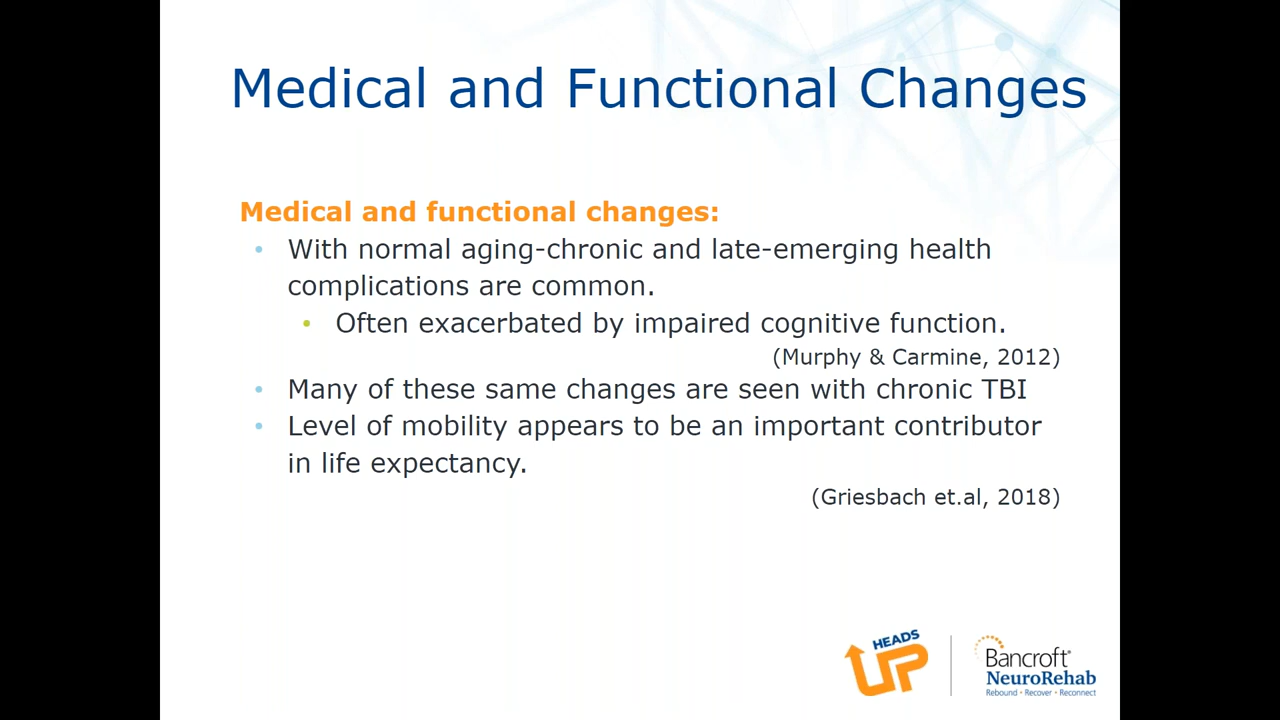 Medical and Functional Changes
Medical and functional changes:
• With normal aging-chronic and late-emerging health
complications are common.
• Often exacerbated by impaired cognitive function.
(Murphy & Carmine, 2012)
• Many of these same changes are seen with chronic TBI
• Level of mobility appears to be an important contributor
in life expectancy.
(Griesbach et.al, 2018)
HEADS
UP
Bancroft®
NeuroRehab
Rebound • Recover • Reconnect